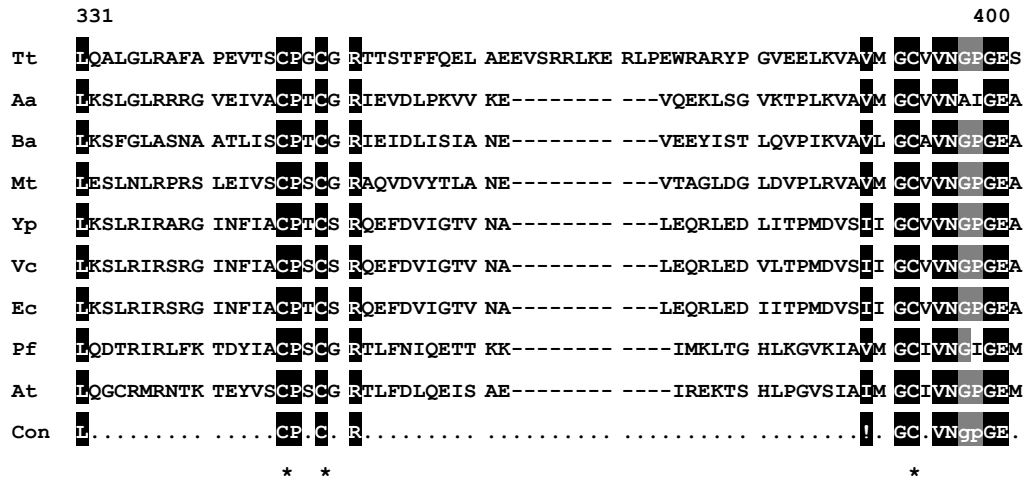 331 400
Tt LQALGLRAFA PEVTSCPGCG RTTSTFFQEL AEEVSRRLKE RLPEWRARYP GVEELKVAVM GCVVNGPGES
Aa LKSLGLRRRG VEIVACPTCG RIEVDLPKVV KE-------- ---VQEKLSG VKTPLKVAVM GCVVNAIGEA
Ba LKSFGLASNA ATLISCPTCG RIEIDLISIA NE-------- ---VEEYIST LQVPIKVAVL GCAVNGPGEA
Mt LESLNLRPRS LEIVSCPSCG RAQVDVYTLA NE-------- ---VTAGLDG LDVPLRVAVM GCVVNGPGEA
Yp LKSLRIRARG INFIACPTCS RQEFDVIGTV NA-------- ---LEQRLED LITPMDVSII GCVVNGPGEA
Vc LKSLRIRSRG INFIACPSCS RQEFDVIGTV NA-------- ---LEQRLED VLTPMDVSII GCVVNGPGEA
Ec LKSLRIRSRG INFIACPTCS RQEFDVIGTV NA-------- ---LEQRLED IITPMDVSII GCVVNGPGEA
Pf LQDTRIRLFK TDYIACPSCG RTLFNIQETT KK-------- ----IMKLTG HLKGVKIAVM GCIVNGIGEM
At LQGCRMRNTK TEYVSCPSCG RTLFDLQEIS AE-------- ----IREKTS HLPGVSIAIM GCIVNGPGEM
Con L......... .....CP.C. R......... .......... .......... ........!. GC.VNgpGE.
* * *